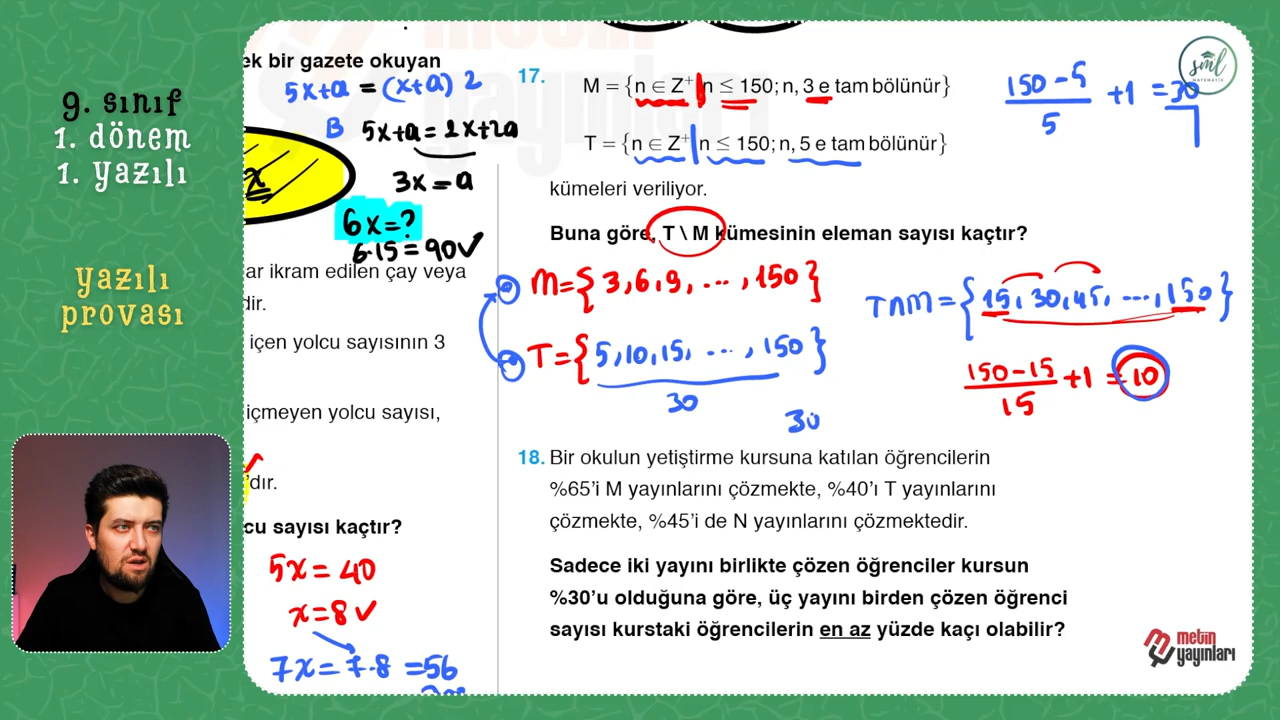 9. sınıf
1. dönem
1. yazılı
yazılı
provası
ek bir gazete okuyan
5x+a = (x+a) 2
B 5x+a = 2x+2a
3x = a
x
6x=?
6·15=90✓
ar ikram edilen çay veya
dir.
içen yolcu sayısının 3
içmeyen yolcu sayısı,
'dır.
cu sayısı kaçtır?
5x = 40
x=8 ✓
7x = 7·8 = 56
17. M = {n ∈ Z⁺ | n ≤ 150; n, 3 e tam bölünür}
T = {n ∈ Z⁺ | n ≤ 150; n, 5 e tam bölünür}
kümeleri veriliyor.
Buna göre, T \ M kümesinin eleman sayısı kaçtır?
150-5
5
+1 = 30
M={3,6,9, ... ,150}
T={5,10,15, ... ,150}
30
30
T∩M={15,30,45, ...,150}
150-15
15
+1 = 10
18. Bir okulun yetiştirme kursuna katılan öğrencilerin
%65'i M yayınlarını çözmekte, %40'ı T yayınlarını
çözmekte, %45'i de N yayınlarını çözmektedir.
Sadece iki yayını birlikte çözen öğrenciler kursun
%30'u olduğuna göre, üç yayını birden çözen öğrenci
sayısı kurstaki öğrencilerin en az yüzde kaçı olabilir?
sml
MATEMATİK
metin
yayınları